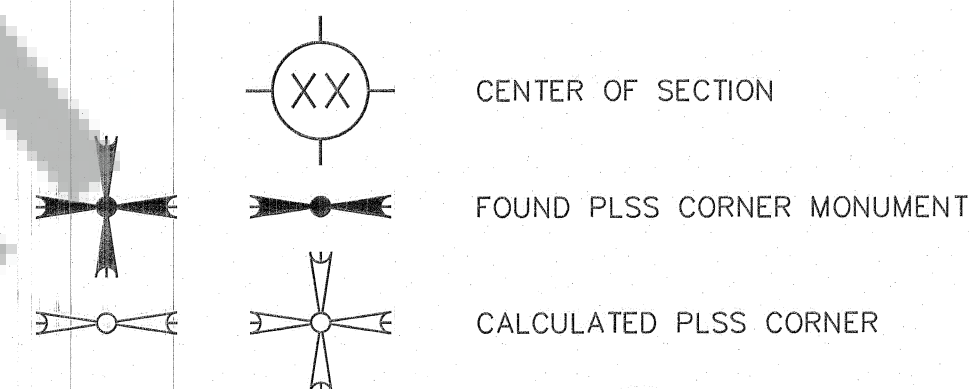 XX
CENTER OF SECTION
FOUND PLSS CORNER MONUMENT
CALCULATED PLSS CORNER